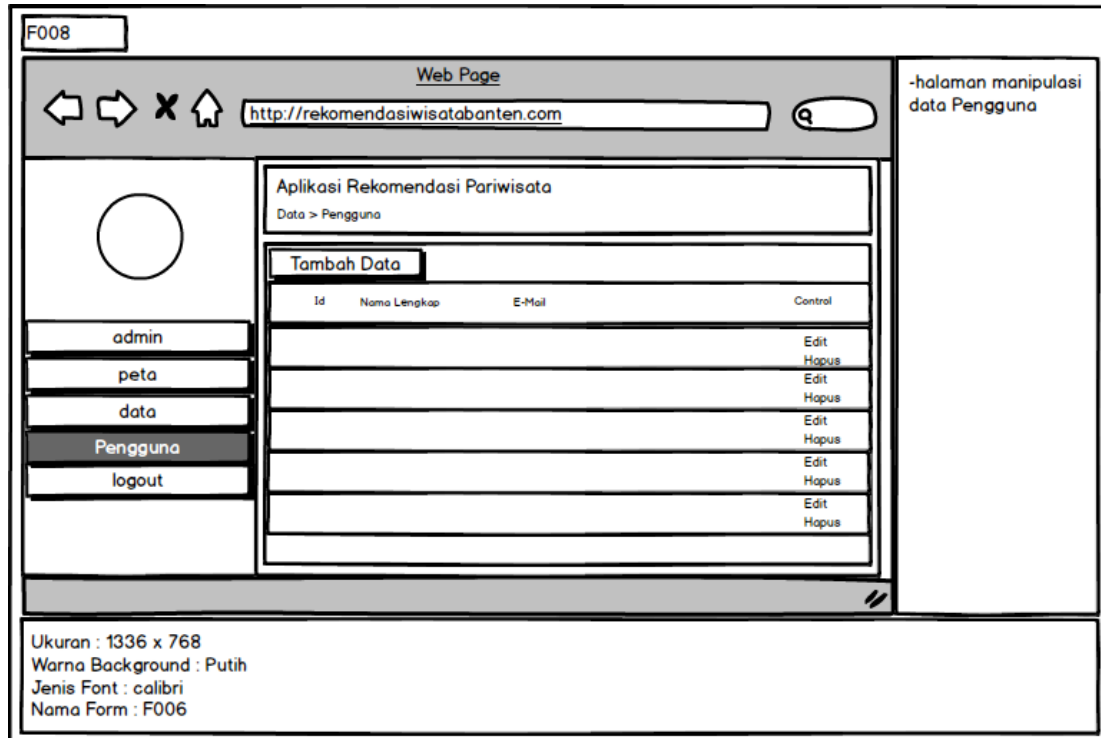 F008
Web Page
http://rekomendasiwisatabanten.com
-halaman manipulasi
data Pengguna
Aplikasi Rekomendasi Pariwisata
Data > Pengguna
admin
peta
data
Pengguna
logout
Tambah Data
Id Nama Lengkap E-Mail Control
Edit
Hapus
Edit
Hapus
Edit
Hapus
Edit
Hapus
Edit
Hapus
Ukuran : 1336 x 768
Warna Background : Putih
Jenis Font : calibri
Nama Form : F006